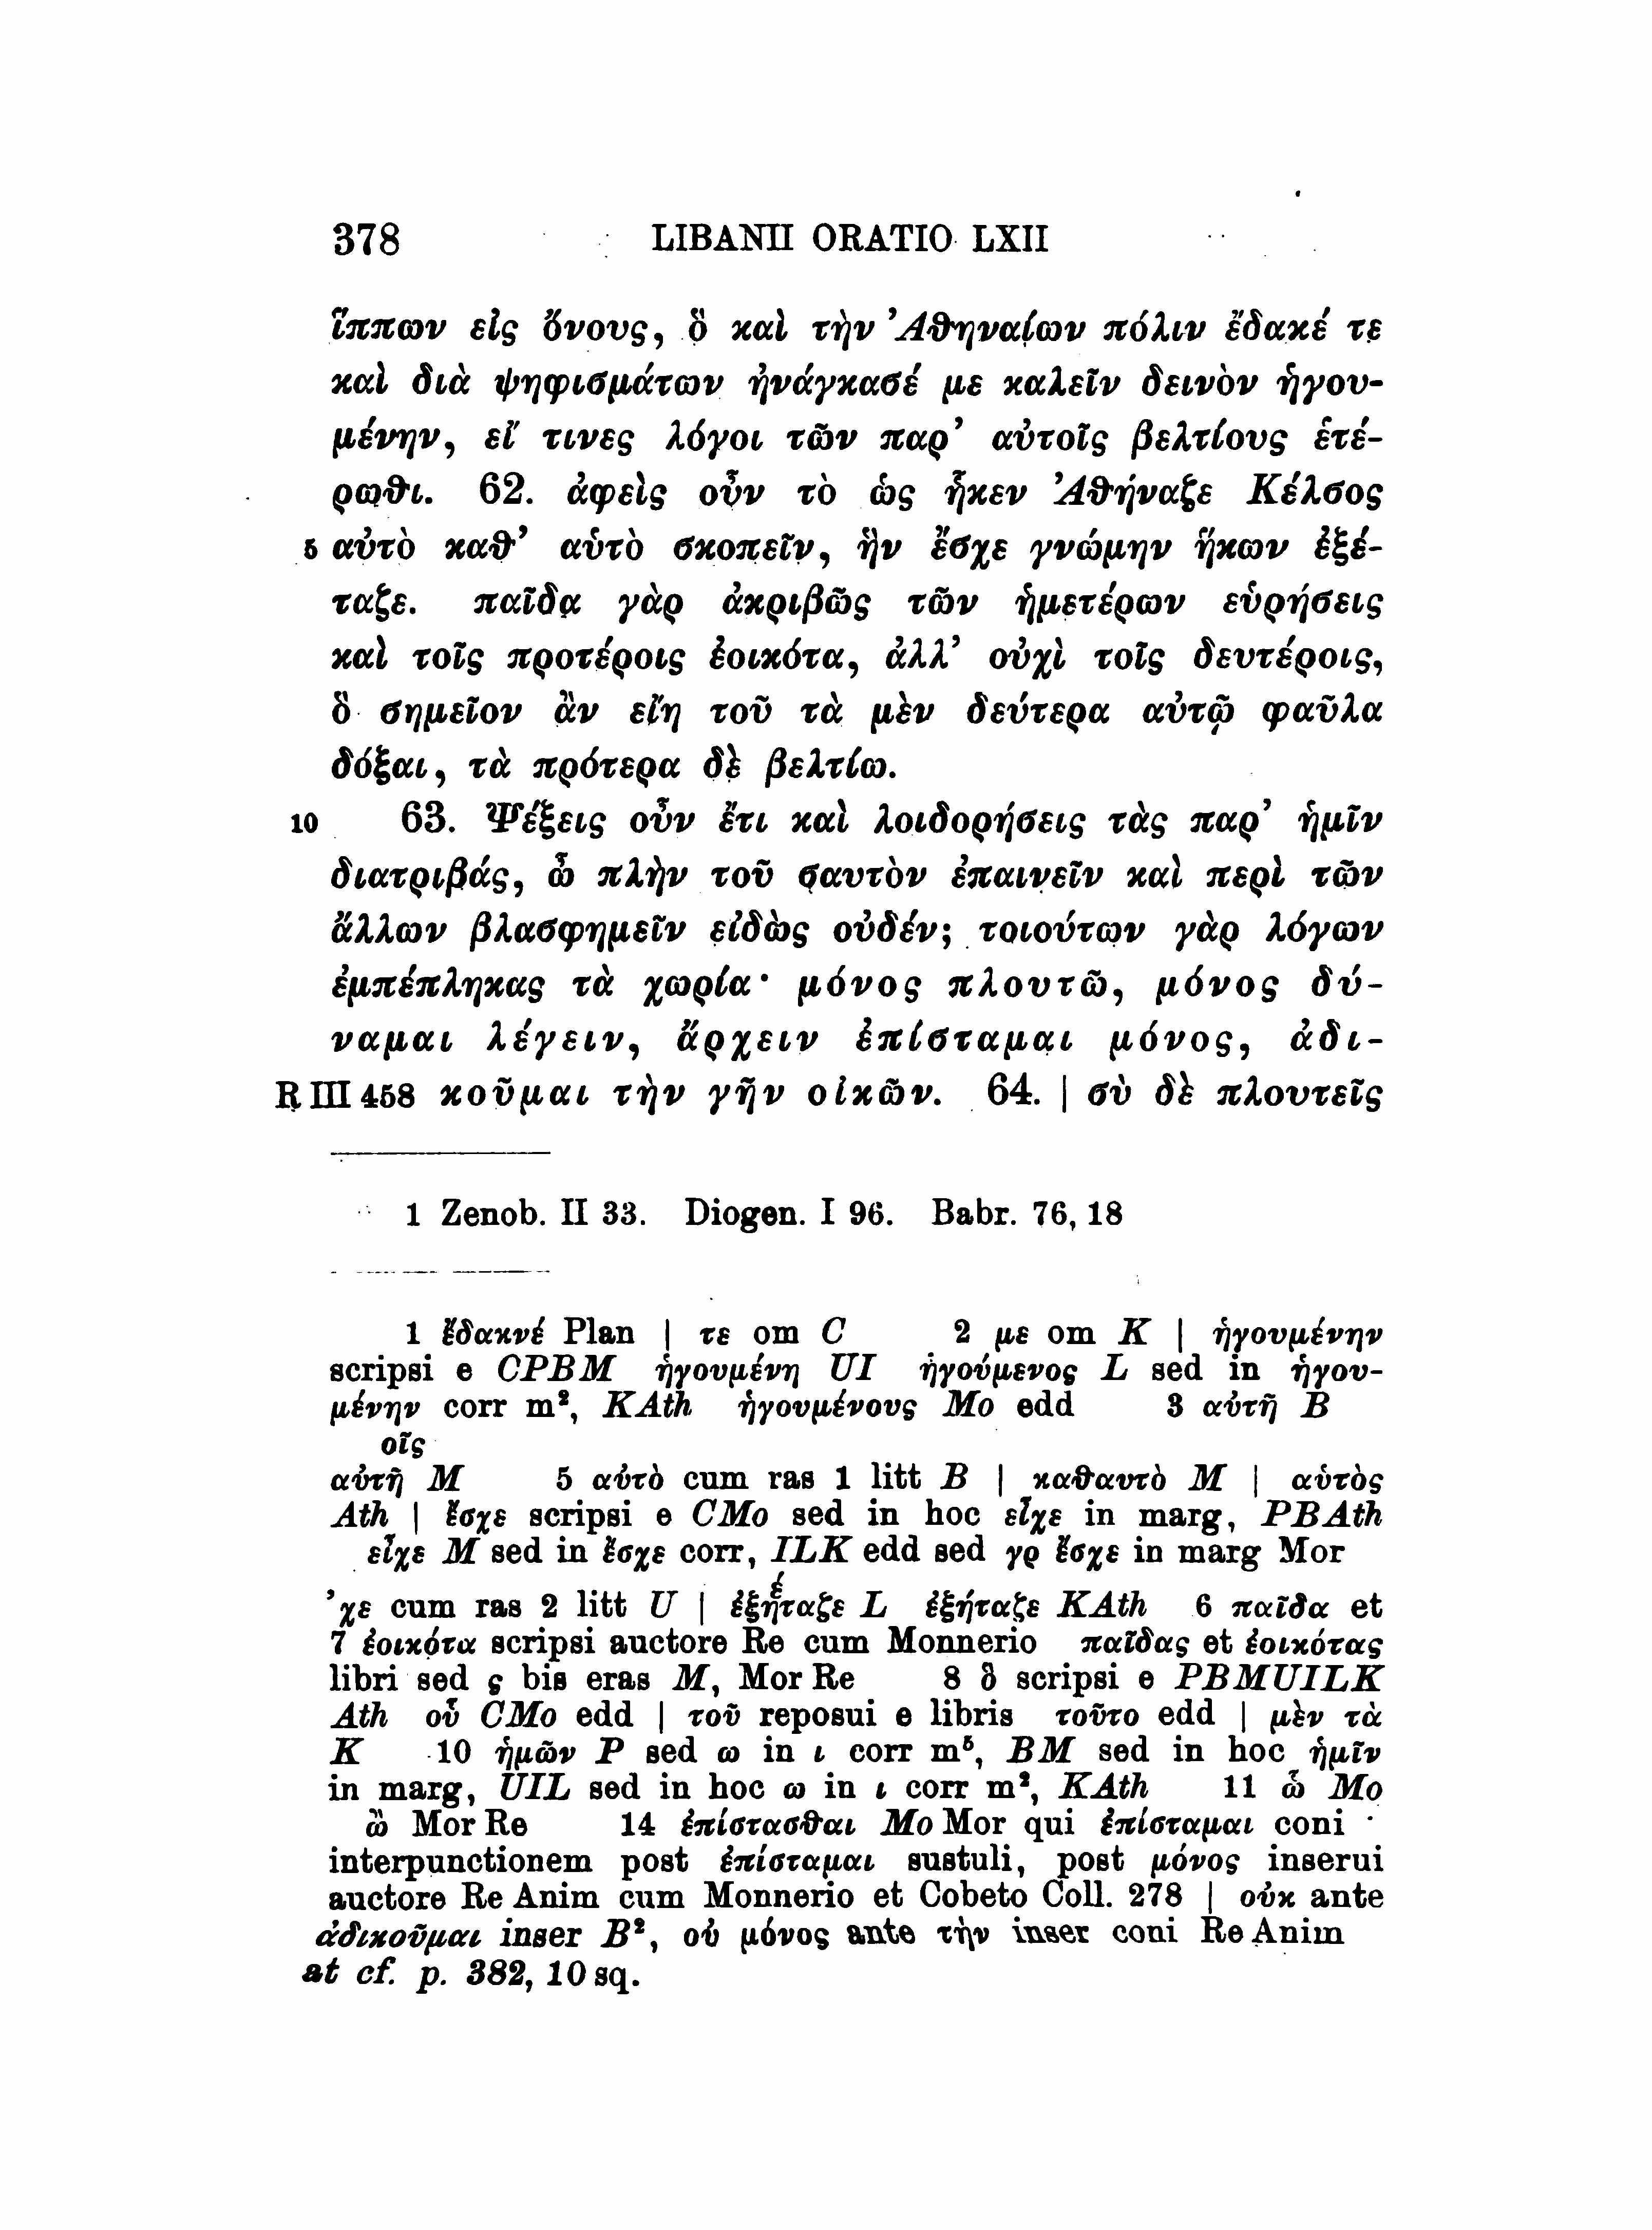 378 LIBANII ORATIO LXII
ἵππων εἰς ὄνους, ὃ καὶ τὴν Ἀθηναίων πόλιν ἔδακέ τε
καὶ διὰ ψηφισμάτων ἠνάγκασέ με καλεῖν δεινὸν ἡγου-
μένην, εἴ τινες λόγοι τῶν παρ’ αὐτοῖς βελτίους ἑτέ-
ρωθι. 62. ἀφεὶς οὖν τὸ ὡς ἧκεν Ἀθήναζε Κέλσος
5 αὐτὸ καθ’ αὑτὸ σκοπεῖν, ἣν ἔσχε γνώμην ἥκων ἐξέ-
ταζε. παῖδα γὰρ ἀκριβῶς τῶν ἡμετέρων εὑρήσεις
καὶ τοῖς προτέροις ἐοικότα, ἀλλ’ οὐχὶ τοῖς δευτέροις,
ὃ σημεῖον ἂν εἴη τοῦ τὰ μὲν δεύτερα αὐτῷ φαῦλα
δόξαι, τὰ πρότερα δὲ βελτίω.
10 63. Ψέξεις οὖν ἔτι καὶ λοιδορήσεις τὰς παρ’ ἡμῖν
διατριβάς, ὦ πλὴν τοῦ σαυτὸν ἐπαινεῖν καὶ περὶ τῶν
ἄλλων βλασφημεῖν εἰδὼς οὐδέν; τοιούτων γὰρ λόγων
ἐμπέπληκας τὰ χωρία· μόνος πλουτῶ, μόνος δύ-
ναμαι λέγειν, ἄρχειν ἐπίσταμαι μόνος, ἀδι-
R III 458 κοῦμαι τὴν γῆν οἰκῶν. 64. | σὺ δὲ πλουτεῖς
1 Zenob. II 33. Diogen. I 96. Babr. 76, 18
1 ἔδακνέ Plan | τε om C 2 με om K | ἡγουμένην
scripsi e CPBM ἡγουμένη UI ἡγούμενος L sed in ἡγου-
μένην corr m², KAth ἡγουμένους Mo edd 3 αὐτῆ B
οῖς
αὐτῆ M 5 αὐτὸ cum ras 1 litt B | καθαυτὸ M | αὑτὸς
Ath | ἔσχε scripsi e CMo sed in hoc εἶχε in marg, PBAth
εἶχε M sed in ἔσχε corr, ILK edd sed γρ ἔσχε in marg Mor
έ
’χε cum ras 2 litt U | ἐξήταζε L ἐξήταζε KAth 6 παῖδα et
7 ἐοικότα scripsi auctore Re cum Monnerio παῖδας et ἐοικότας
libri sed ς bis eras M, Mor Re 8 ὃ scripsi e PBMUILK
Ath οὗ CMo edd | τοῦ reposui e libris τοῦτο edd | μὲν τὰ
K 10 ἡμῶν P sed ω in ι corr m⁵, BM sed in hoc ἡμῖν
in marg, UIL sed in hoc ω in ι corr m², KAth 11 ὦ Mo
ὢ Mor Re 14 ἐπίστασθαι Mo Mor qui ἐπίσταμαι coni
interpunctionem post ἐπίσταμαι sustuli, post μόνος inserui
auctore Re Anim cum Monnerio et Cobeto Coll. 278 | οὐκ ante
ἀδικοῦμαι inser B², οὐ μόνος ante τὴν inser coni Re Anim
at cf. p. 382, 10 sq.